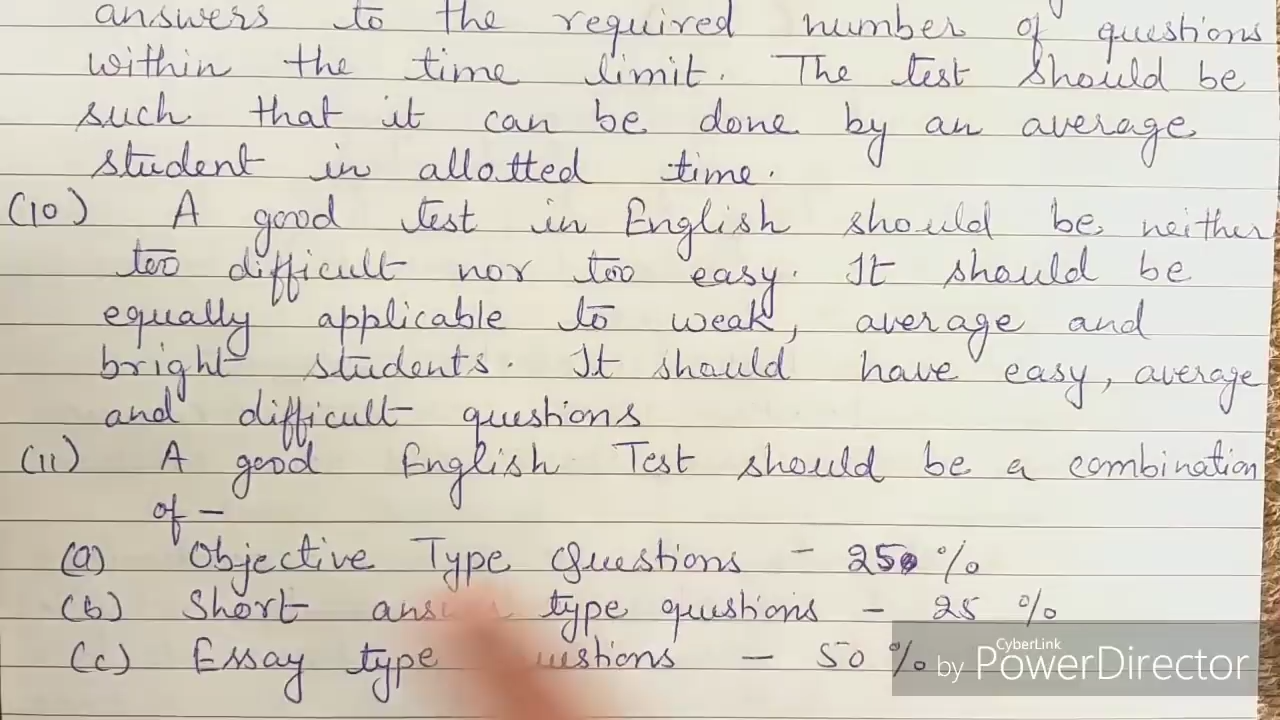 answers to the required number of questions
within the time limit. The test should be
such that it can be done by an average
student in allotted time.
(10) A good test in English should be neither
too difficult nor too easy. It should be
equally applicable to weak, average and
bright students. It should have easy, average
and difficult questions
(11) A good English Test should be a combination
of -
(a) Objective Type Questions - 25 %
(b) Short type questions - 25 %
(c) Essay type - 50 %
CyberLink
by PowerDirector